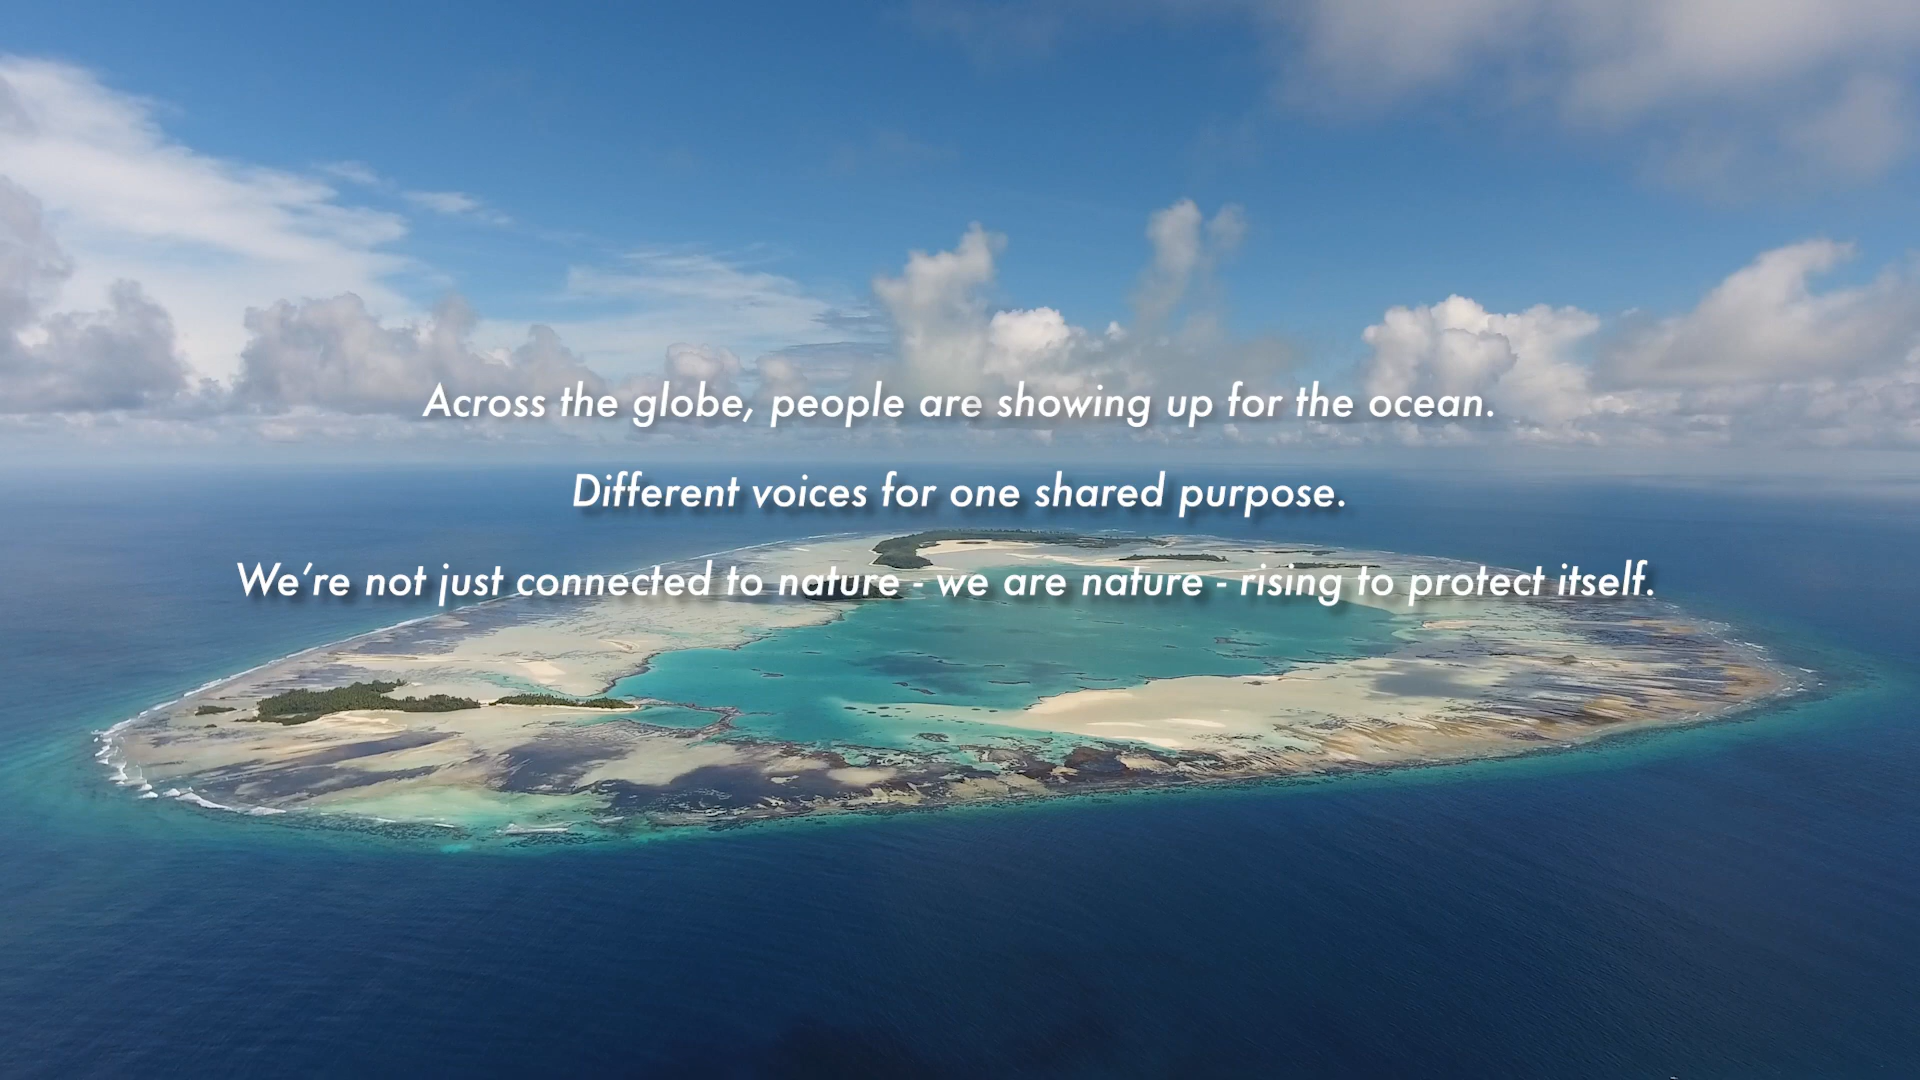 Across the globe, people are showing up for the ocean.
Different voices for one shared purpose.
We're not just connected to nature - we are nature - rising to protect itself.